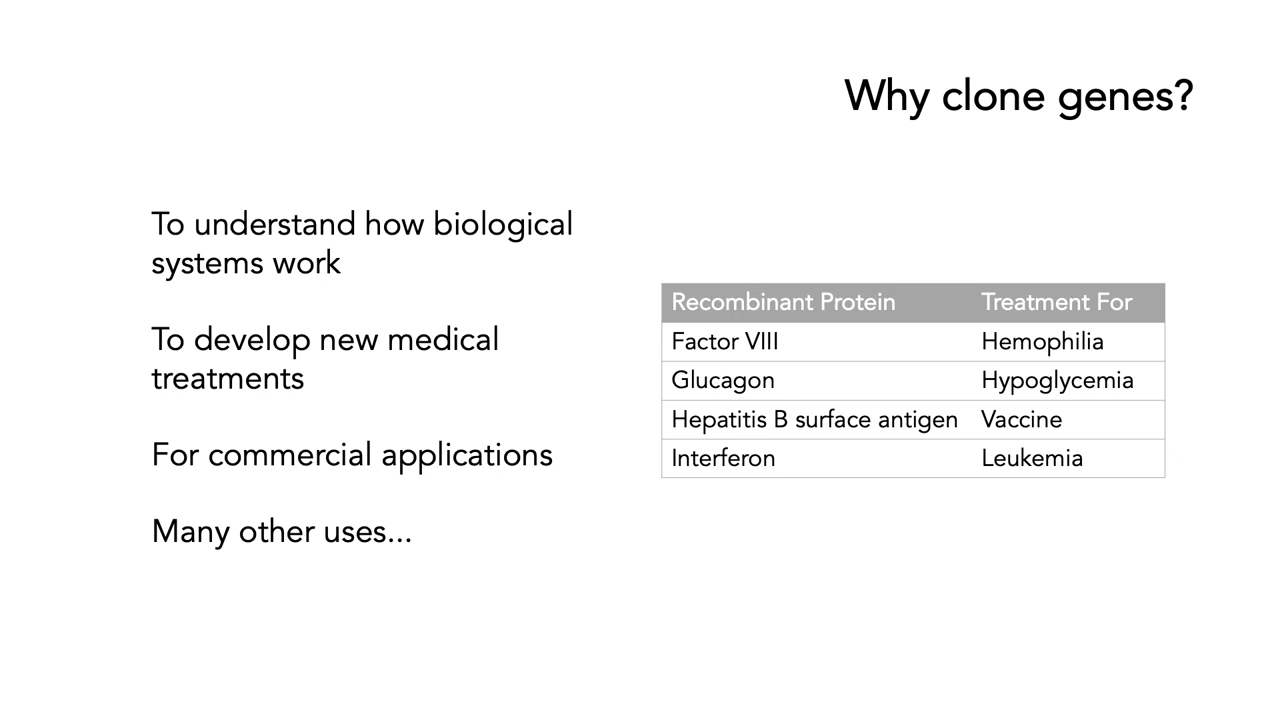 Why clone genes?
To understand how biological
systems work
To develop new medical
treatments
For commercial applications
Many other uses...
Recombinant Protein Treatment For
Factor VIII Hemophilia
Glucagon Hypoglycemia
Hepatitis B surface antigen Vaccine
Interferon Leukemia